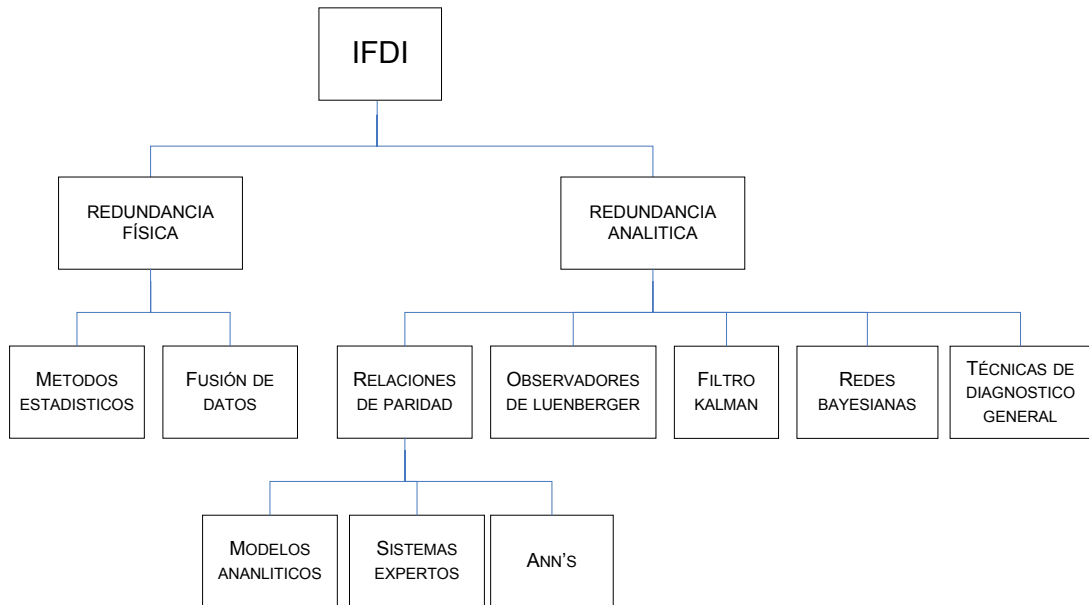 IFDI
REDUNDANCIA
FÍSICA
REDUNDANCIA
ANALITICA
METODOS
ESTADISTICOS
FUSIÓN DE
DATOS
RELACIONES
DE PARIDAD
OBSERVADORES
DE LUENBERGER
FILTRO
KALMAN
REDES
BAYESIANAS
TÉCNICAS DE
DIAGNOSTICO
GENERAL
MODELOS
ANANLITICOS
SISTEMAS
EXPERTOS
ANN'S